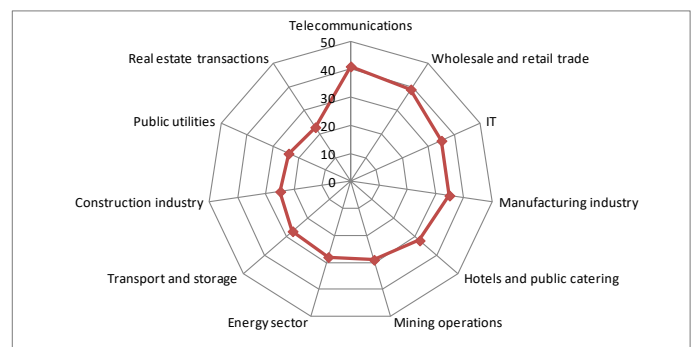 Telecommunications
50
Real estate transactions
Wholesale and retail trade
40
30
Public utilities
IT
20
10
0
Construction industry
Manufacturing industry
Transport and storage
Hotels and public catering
Energy sector
Mining operations